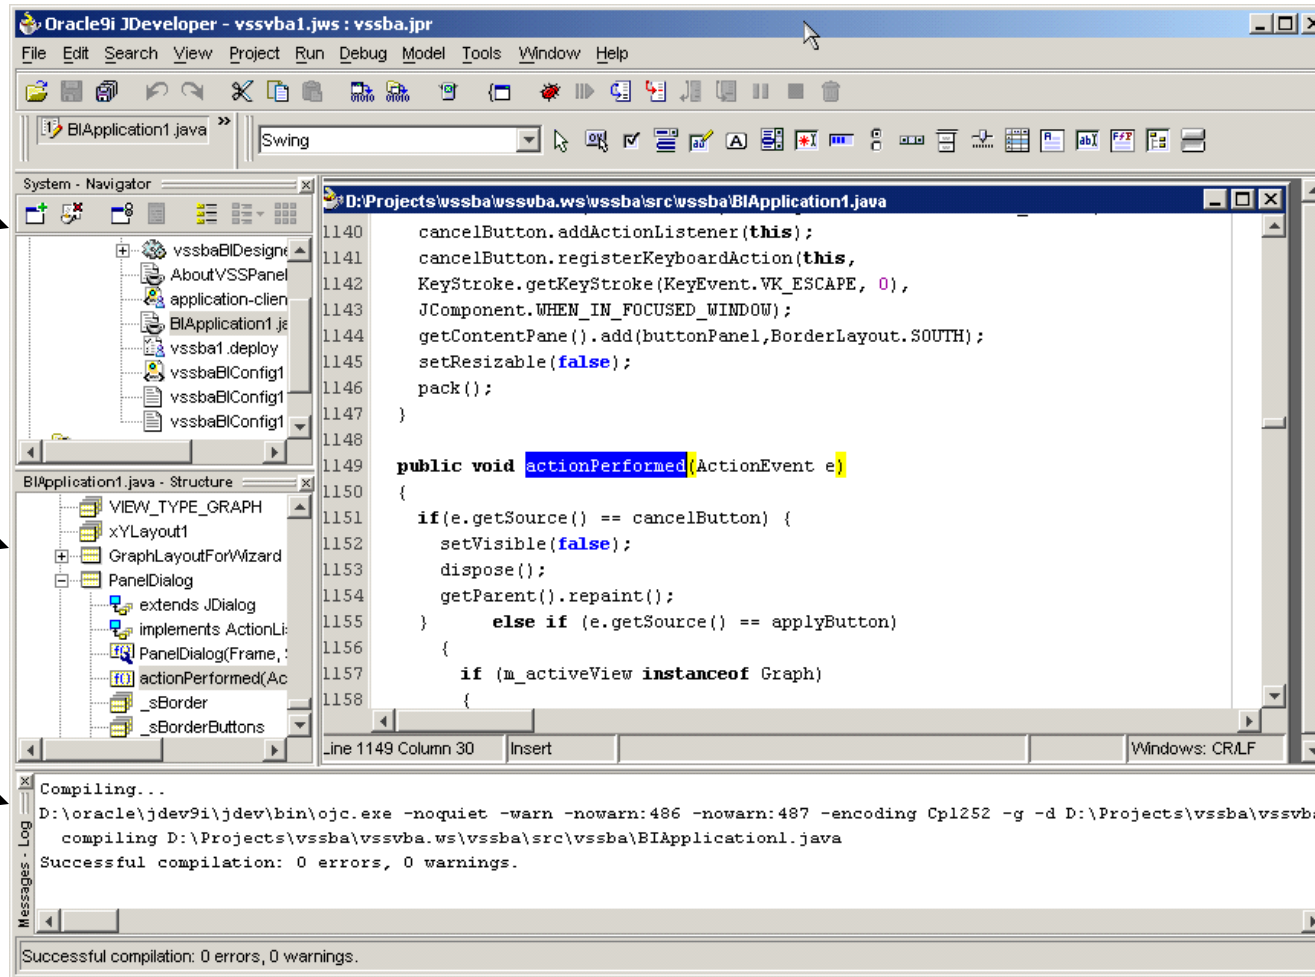 Oracle9i JDeveloper - vssvba1.jws : vssba.jpr
File Edit Search View Project Run Debug Model Tools Window Help
BIApplication1.java »
Swing
System - Navigator
vssbaBIDesigne
AboutVSSPanel
application-clien
BIApplication1.ja
vssba1.deploy
vssbaBIConfig1
vssbaBIConfig1
vssbaBIConfig1
BIApplication1.java - Structure
VIEW_TYPE_GRAPH
xYLayout1
GraphLayoutForWizard
PanelDialog
extends JDialog
implements ActionLi
PanelDialog(Frame,
actionPerformed(Ac
_sBorder
_sBorderButtons
D:\Projects\vssba\vssvba.ws\vssba\src\vssba\BIApplication1.java
1140 cancelButton.addActionListener(this);
1141 cancelButton.registerKeyboardAction(this,
1142 KeyStroke.getKeyStroke(KeyEvent.VK_ESCAPE, 0),
1143 JComponent.WHEN_IN_FOCUSED_WINDOW);
1144 getContentPane().add(buttonPanel,BorderLayout.SOUTH);
1145 setResizable(false);
1146 pack();
1147 }
1148
1149 public void actionPerformed(ActionEvent e)
1150 {
1151 if(e.getSource() == cancelButton) {
1152 setVisible(false);
1153 dispose();
1154 getParent().repaint();
1155 } else if (e.getSource() == applyButton)
1156 {
1157 if (m_activeView instanceof Graph)
1158 {
Line 1149 Column 30 Insert Windows: CR/LF
Messages - Log
Compiling...
D:\oracle\jdev9i\jdev\bin\ojc.exe -noquiet -warn -nowarn:486 -nowarn:487 -encoding Cp1252 -g -d D:\Projects\vssba\vssvba
compiling D:\Projects\vssba\vssvba.ws\vssba\src\vssba\BIApplication1.java
Successful compilation: 0 errors, 0 warnings.
Successful compilation: 0 errors, 0 warnings.